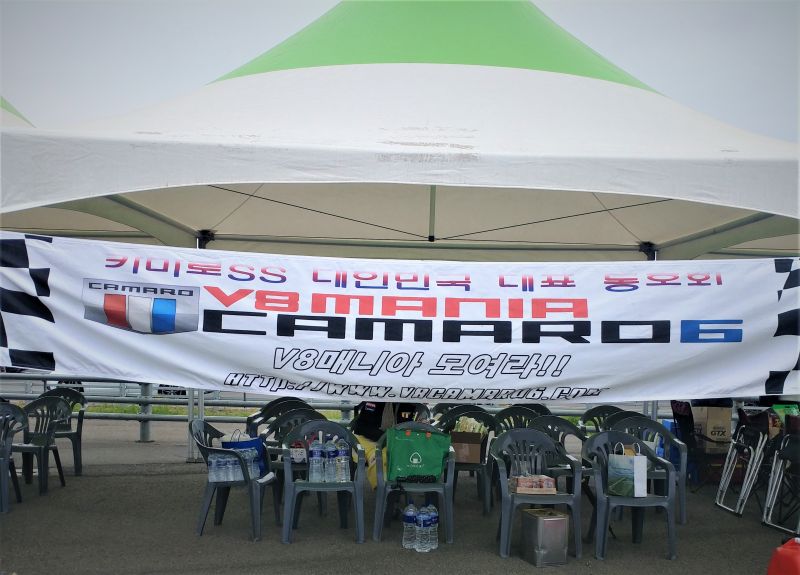 카마로SS 대한민국 대표 동호회
CAMARO
V8MANIA
CAMARO6
V8매니아 모여라!!
HTTP://WWW.V8CAMARO6.COM
GTX